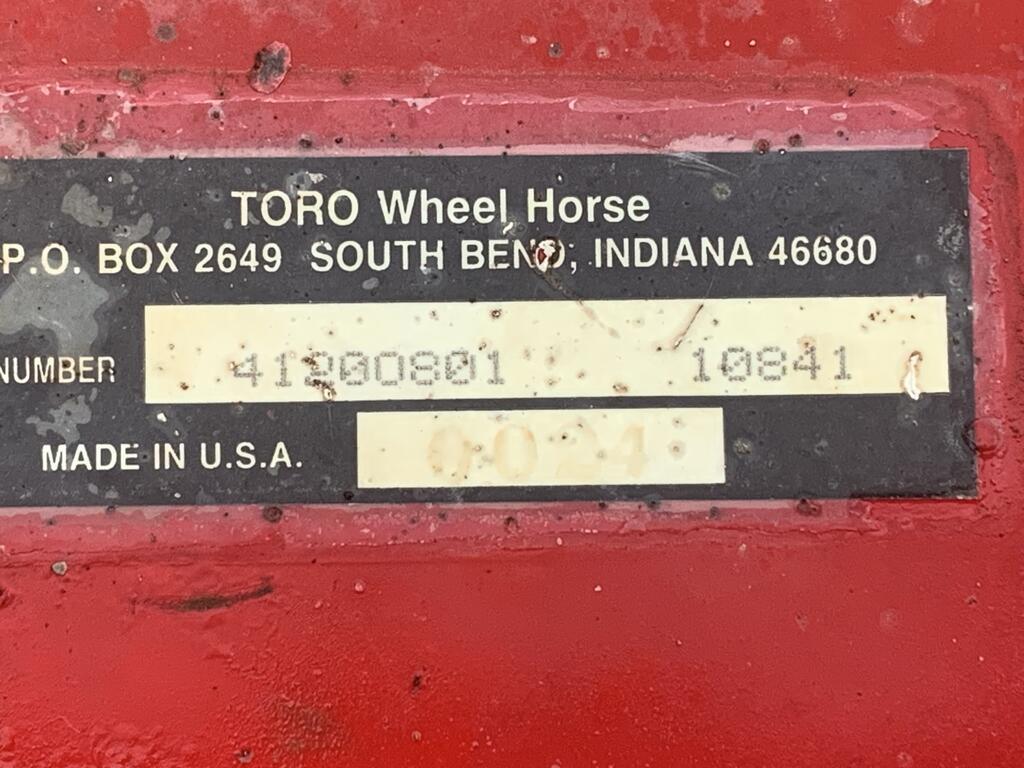 TORO Wheel Horse
P.O. BOX 2649 SOUTH BEND, INDIANA 46680
NUMBER 41200801 10841
MADE IN U.S.A. 0024